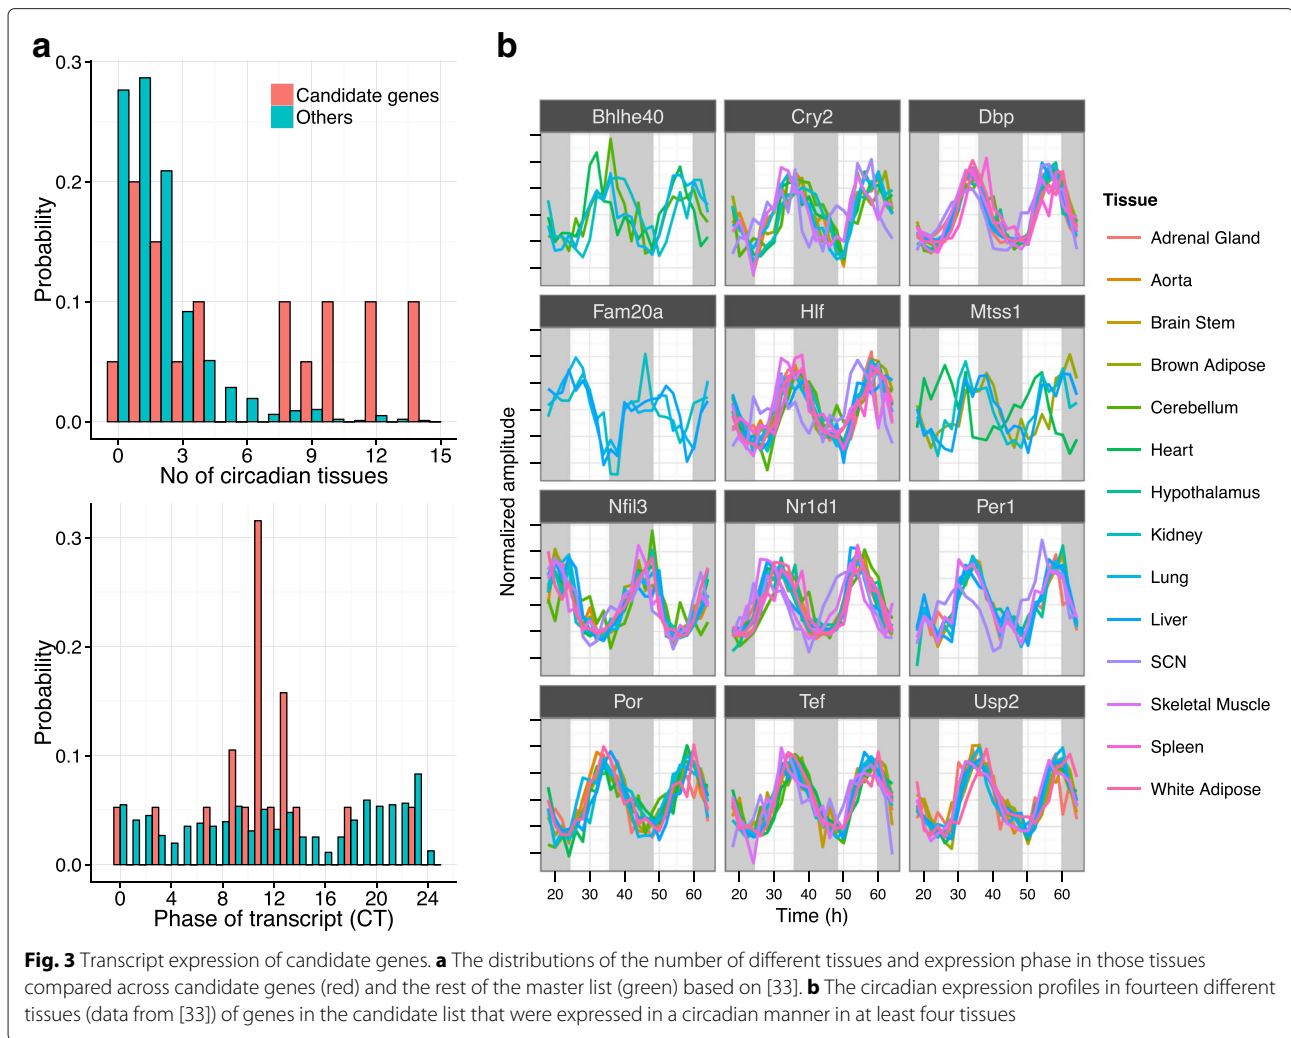 a
0.3
0.2
0.1
0.0
Probability
Candidate genes
Others
0 3 6 9 12 15
No of circadian tissues
0.3
0.2
0.1
0.0
Probability
0 4 8 12 16 20 24
Phase of transcript (CT)
b
Normalized amplitude
Bhlhe40 Cry2 Dbp
Fam20a Hlf Mtss1
Nfil3 Nr1d1 Per1
Por Tef Usp2
20 30 40 50 60 20 30 40 50 60 20 30 40 50 60
Time (h)
Tissue
Adrenal Gland
Aorta
Brain Stem
Brown Adipose
Cerebellum
Heart
Hypothalamus
Kidney
Lung
Liver
SCN
Skeletal Muscle
Spleen
White Adipose
Fig. 3 Transcript expression of candidate genes. a The distributions of the number of different tissues and expression phase in those tissues
compared across candidate genes (red) and the rest of the master list (green) based on [33]. b The circadian expression profiles in fourteen different
tissues (data from [33]) of genes in the candidate list that were expressed in a circadian manner in at least four tissues